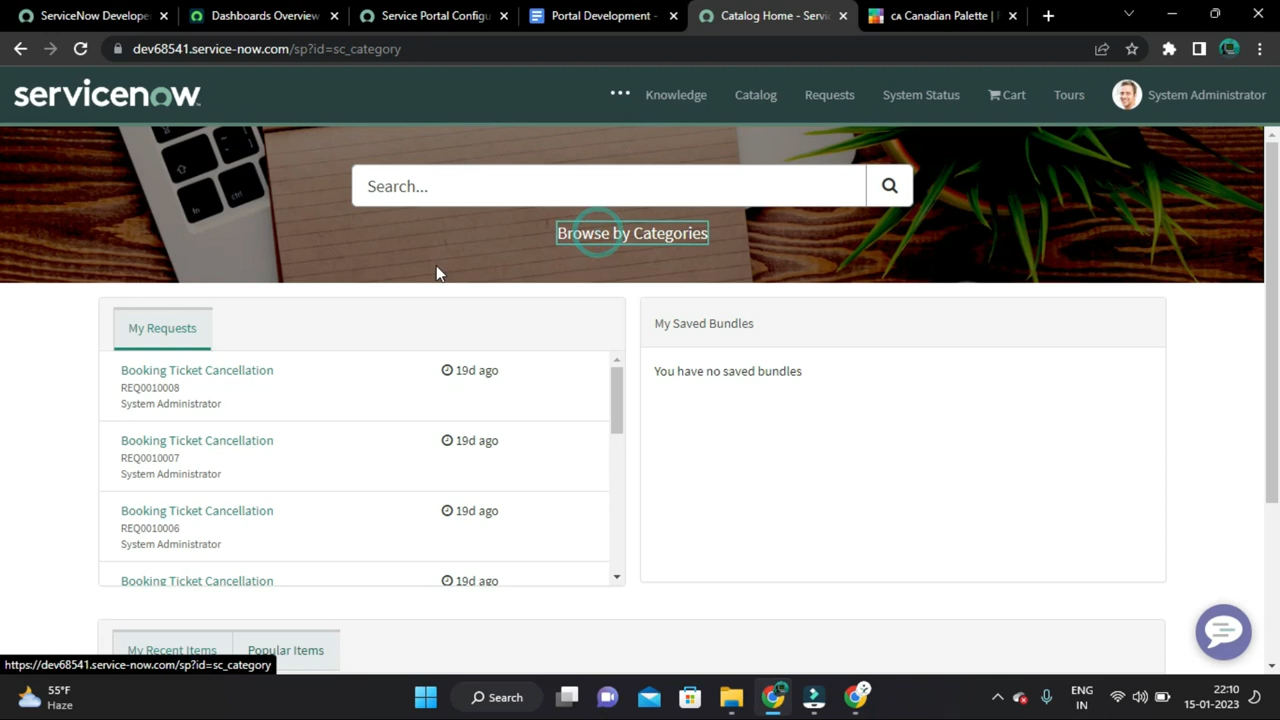 ServiceNow Develope
Dashboards Overview
Service Portal Configu
Portal Development -
Catalog Home - Servic
CA Canadian Palette | F
dev68541.service-now.com/sp?id=sc_category
servicenow
Knowledge
Catalog
Requests
System Status
Cart
Tours
System Administrator
Search...
Browse by Categories
My Requests
Booking Ticket Cancellation
19d ago
REQ0010008
System Administrator
Booking Ticket Cancellation
19d ago
REQ0010007
System Administrator
Booking Ticket Cancellation
19d ago
REQ0010006
System Administrator
Booking Ticket Cancellation
19d ago
My Saved Bundles
You have no saved bundles
My Recent Items
Popular Items
https://dev68541.service-now.com/sp?id=sc_category
55°F
Haze
Search
ENG
IN
22:10
15-01-2023